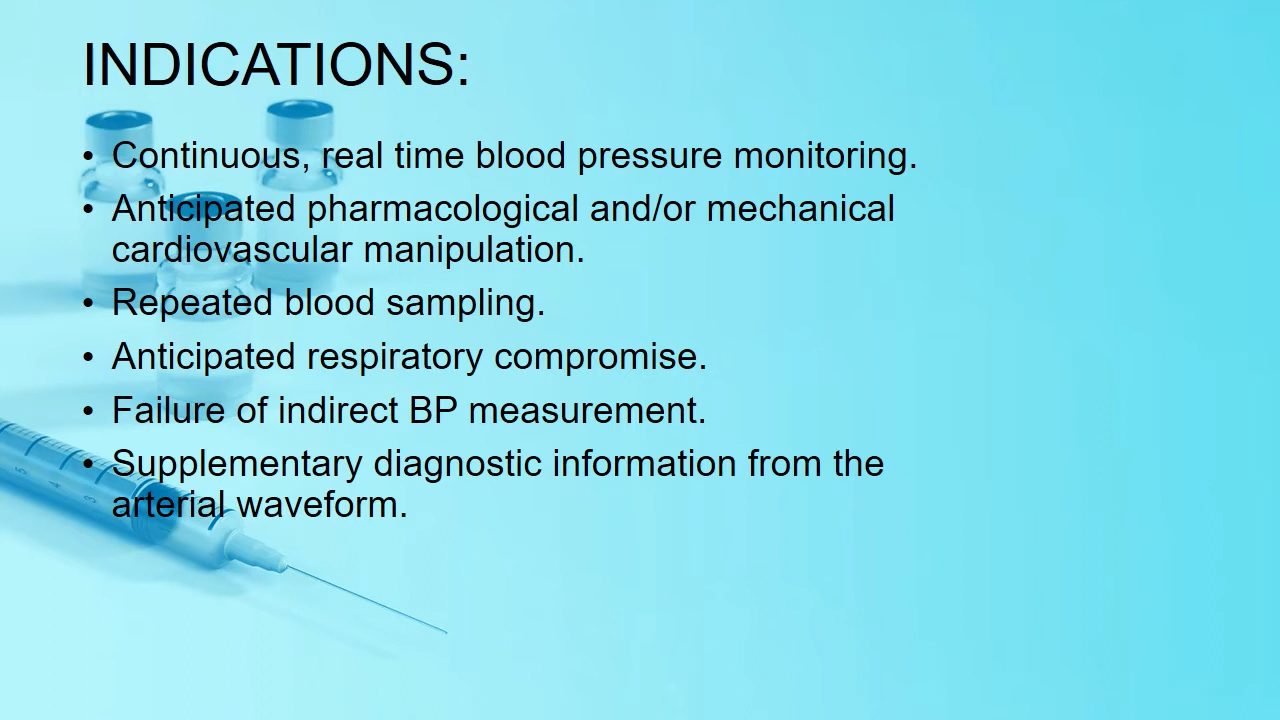 INDICATIONS:
• Continuous, real time blood pressure monitoring.
• Anticipated pharmacological and/or mechanical
cardiovascular manipulation.
• Repeated blood sampling.
• Anticipated respiratory compromise.
• Failure of indirect BP measurement.
• Supplementary diagnostic information from the
arterial waveform.